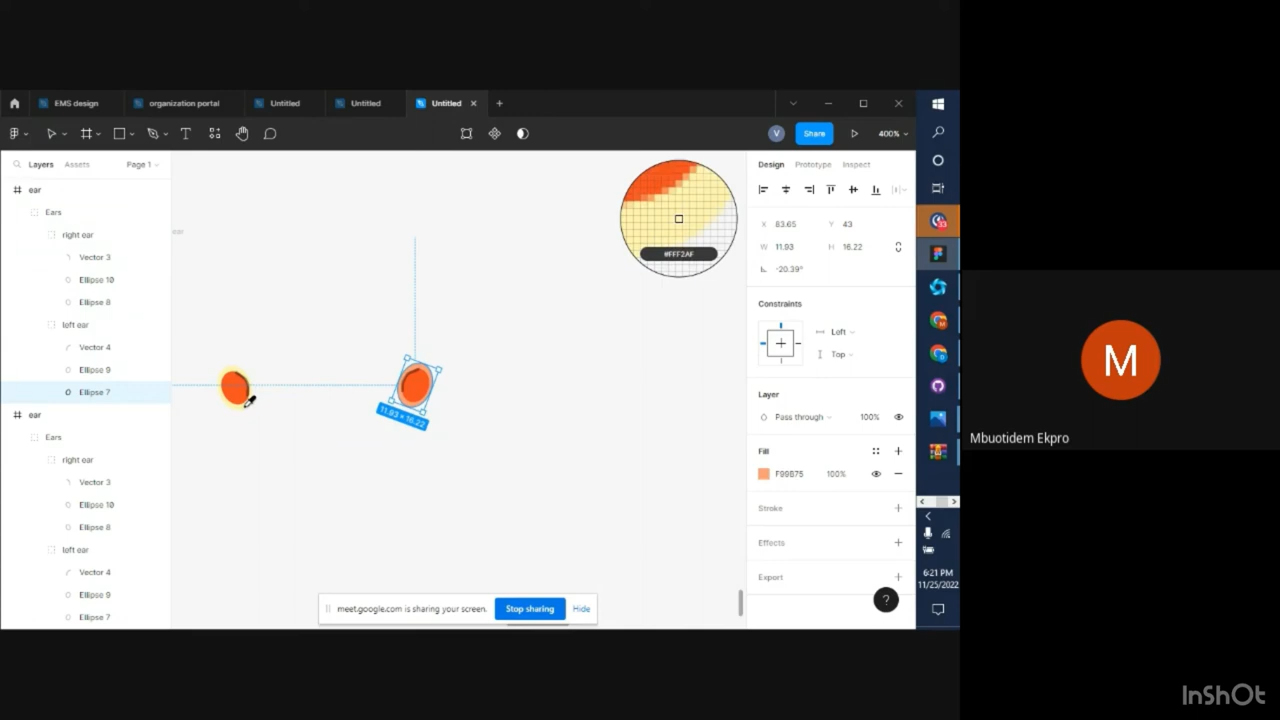 EMS design
organization portal
Untitled
Untitled
Untitled
V
Share
400%
Layers
Assets
Page 1
Design
Prototype
Inspect
ear
Ears
right ear
Vector 3
Ellipse 10
Ellipse 8
left ear
Vector 4
Ellipse 9
Ellipse 7
ear
Ears
right ear
Vector 3
Ellipse 10
Ellipse 8
left ear
Vector 4
Ellipse 9
Ellipse 7
ear
#FFF2AF
11.93 × 16.22
X 83.65 Y 43
W 11.93 H 16.22
-20.39°
Constraints
Left
Top
Layer
Pass through 100%
Fill
F99B75 100%
Stroke
Effects
Export
?
meet.google.com is sharing your screen.
Stop sharing
Hide
6:21 PM
11/25/2022
M
Mbuotidem Ekpro
InShOt